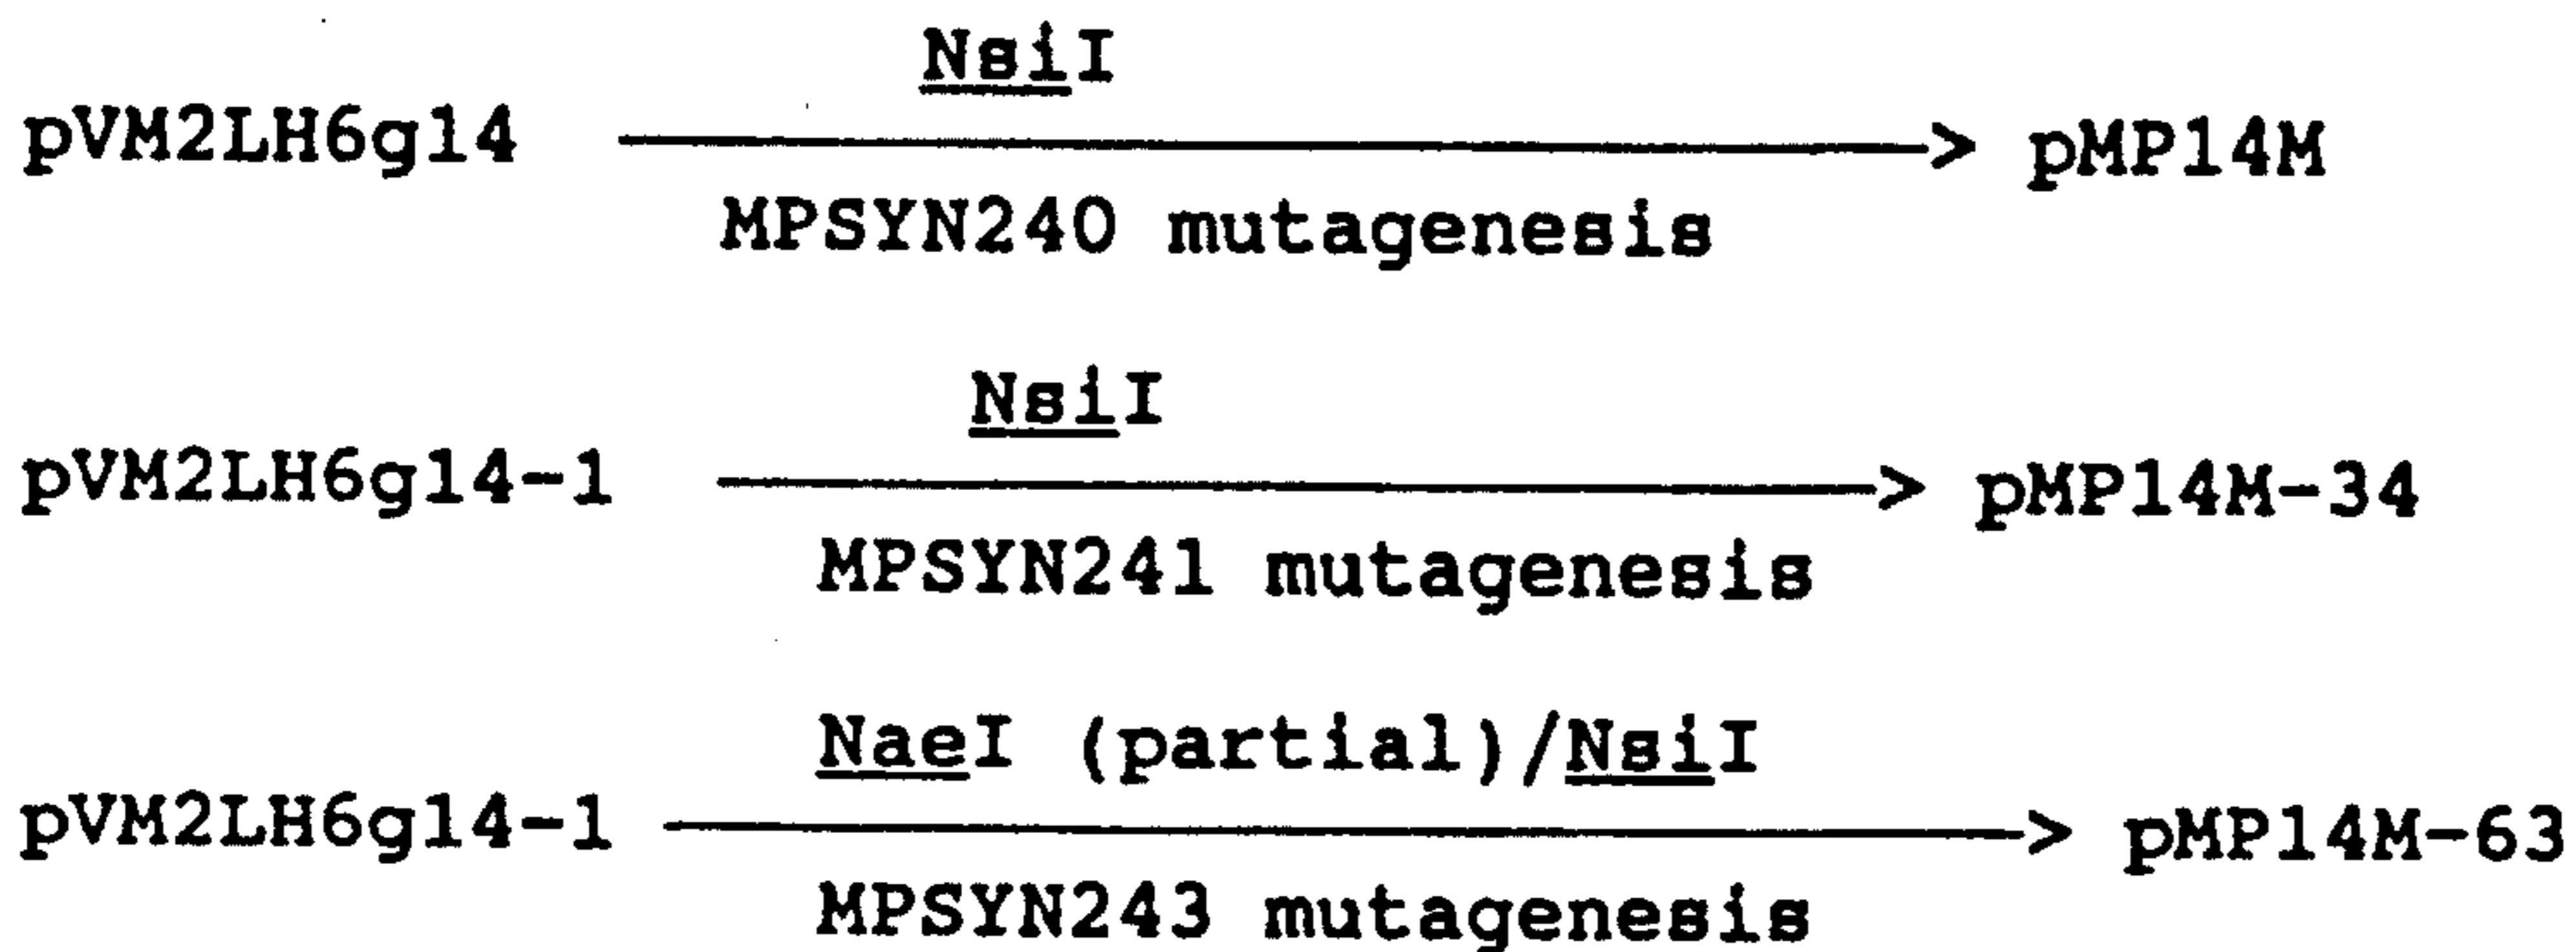 NsiI
pVM2LH6g14 ————> pMP14M
MPSYN240 mutagenesis
NsiI
pVM2LH6g14-1 ————> pMP14M-34
MPSYN241 mutagenesis
NaeI (partial)/NsiI
pVM2LH6g14-1 ————> pMP14M-63
MPSYN243 mutagenesis